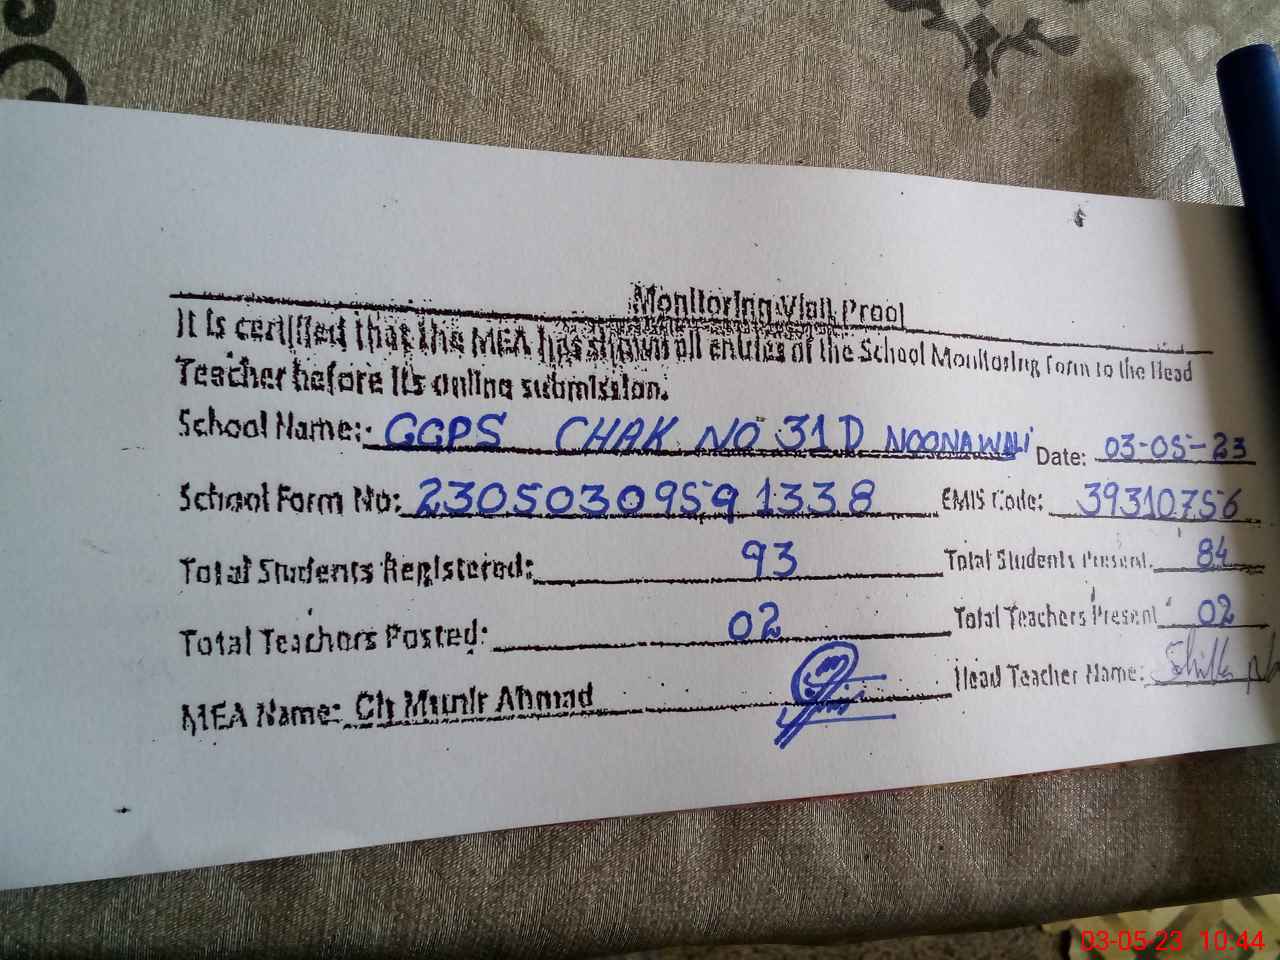 Monitoring Visit Proof
It is certified that the MEA has shown all entries of the School Monitoring Form to the Head
Teacher before its online submission.
School Name: GGPS CHAK NO 31D NOONAWALI Date: 03-05-23
School Form No: 23050309591338 EMIS Code: 39310756
Total Students Registered: 93 Total Students Present: 84
Total Teachers Posted: 02 Total Teachers Present 02
MEA Name: Ch Munir Ahmad Head Teacher Name:
03-05-23 10:44